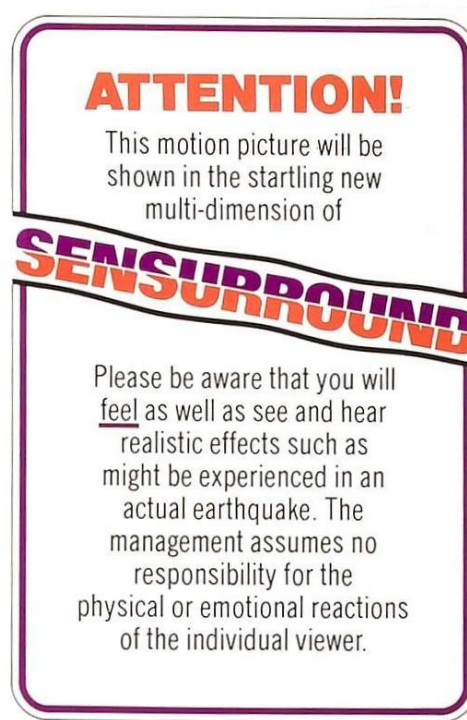 ATTENTION!
This motion picture will be
shown in the startling new
multi-dimension of
SENSURROUND
Please be aware that you will
feel as well as see and hear
realistic effects such as
might be experienced in an
actual earthquake. The
management assumes no
responsibility for the
physical or emotional reactions
of the individual viewer.